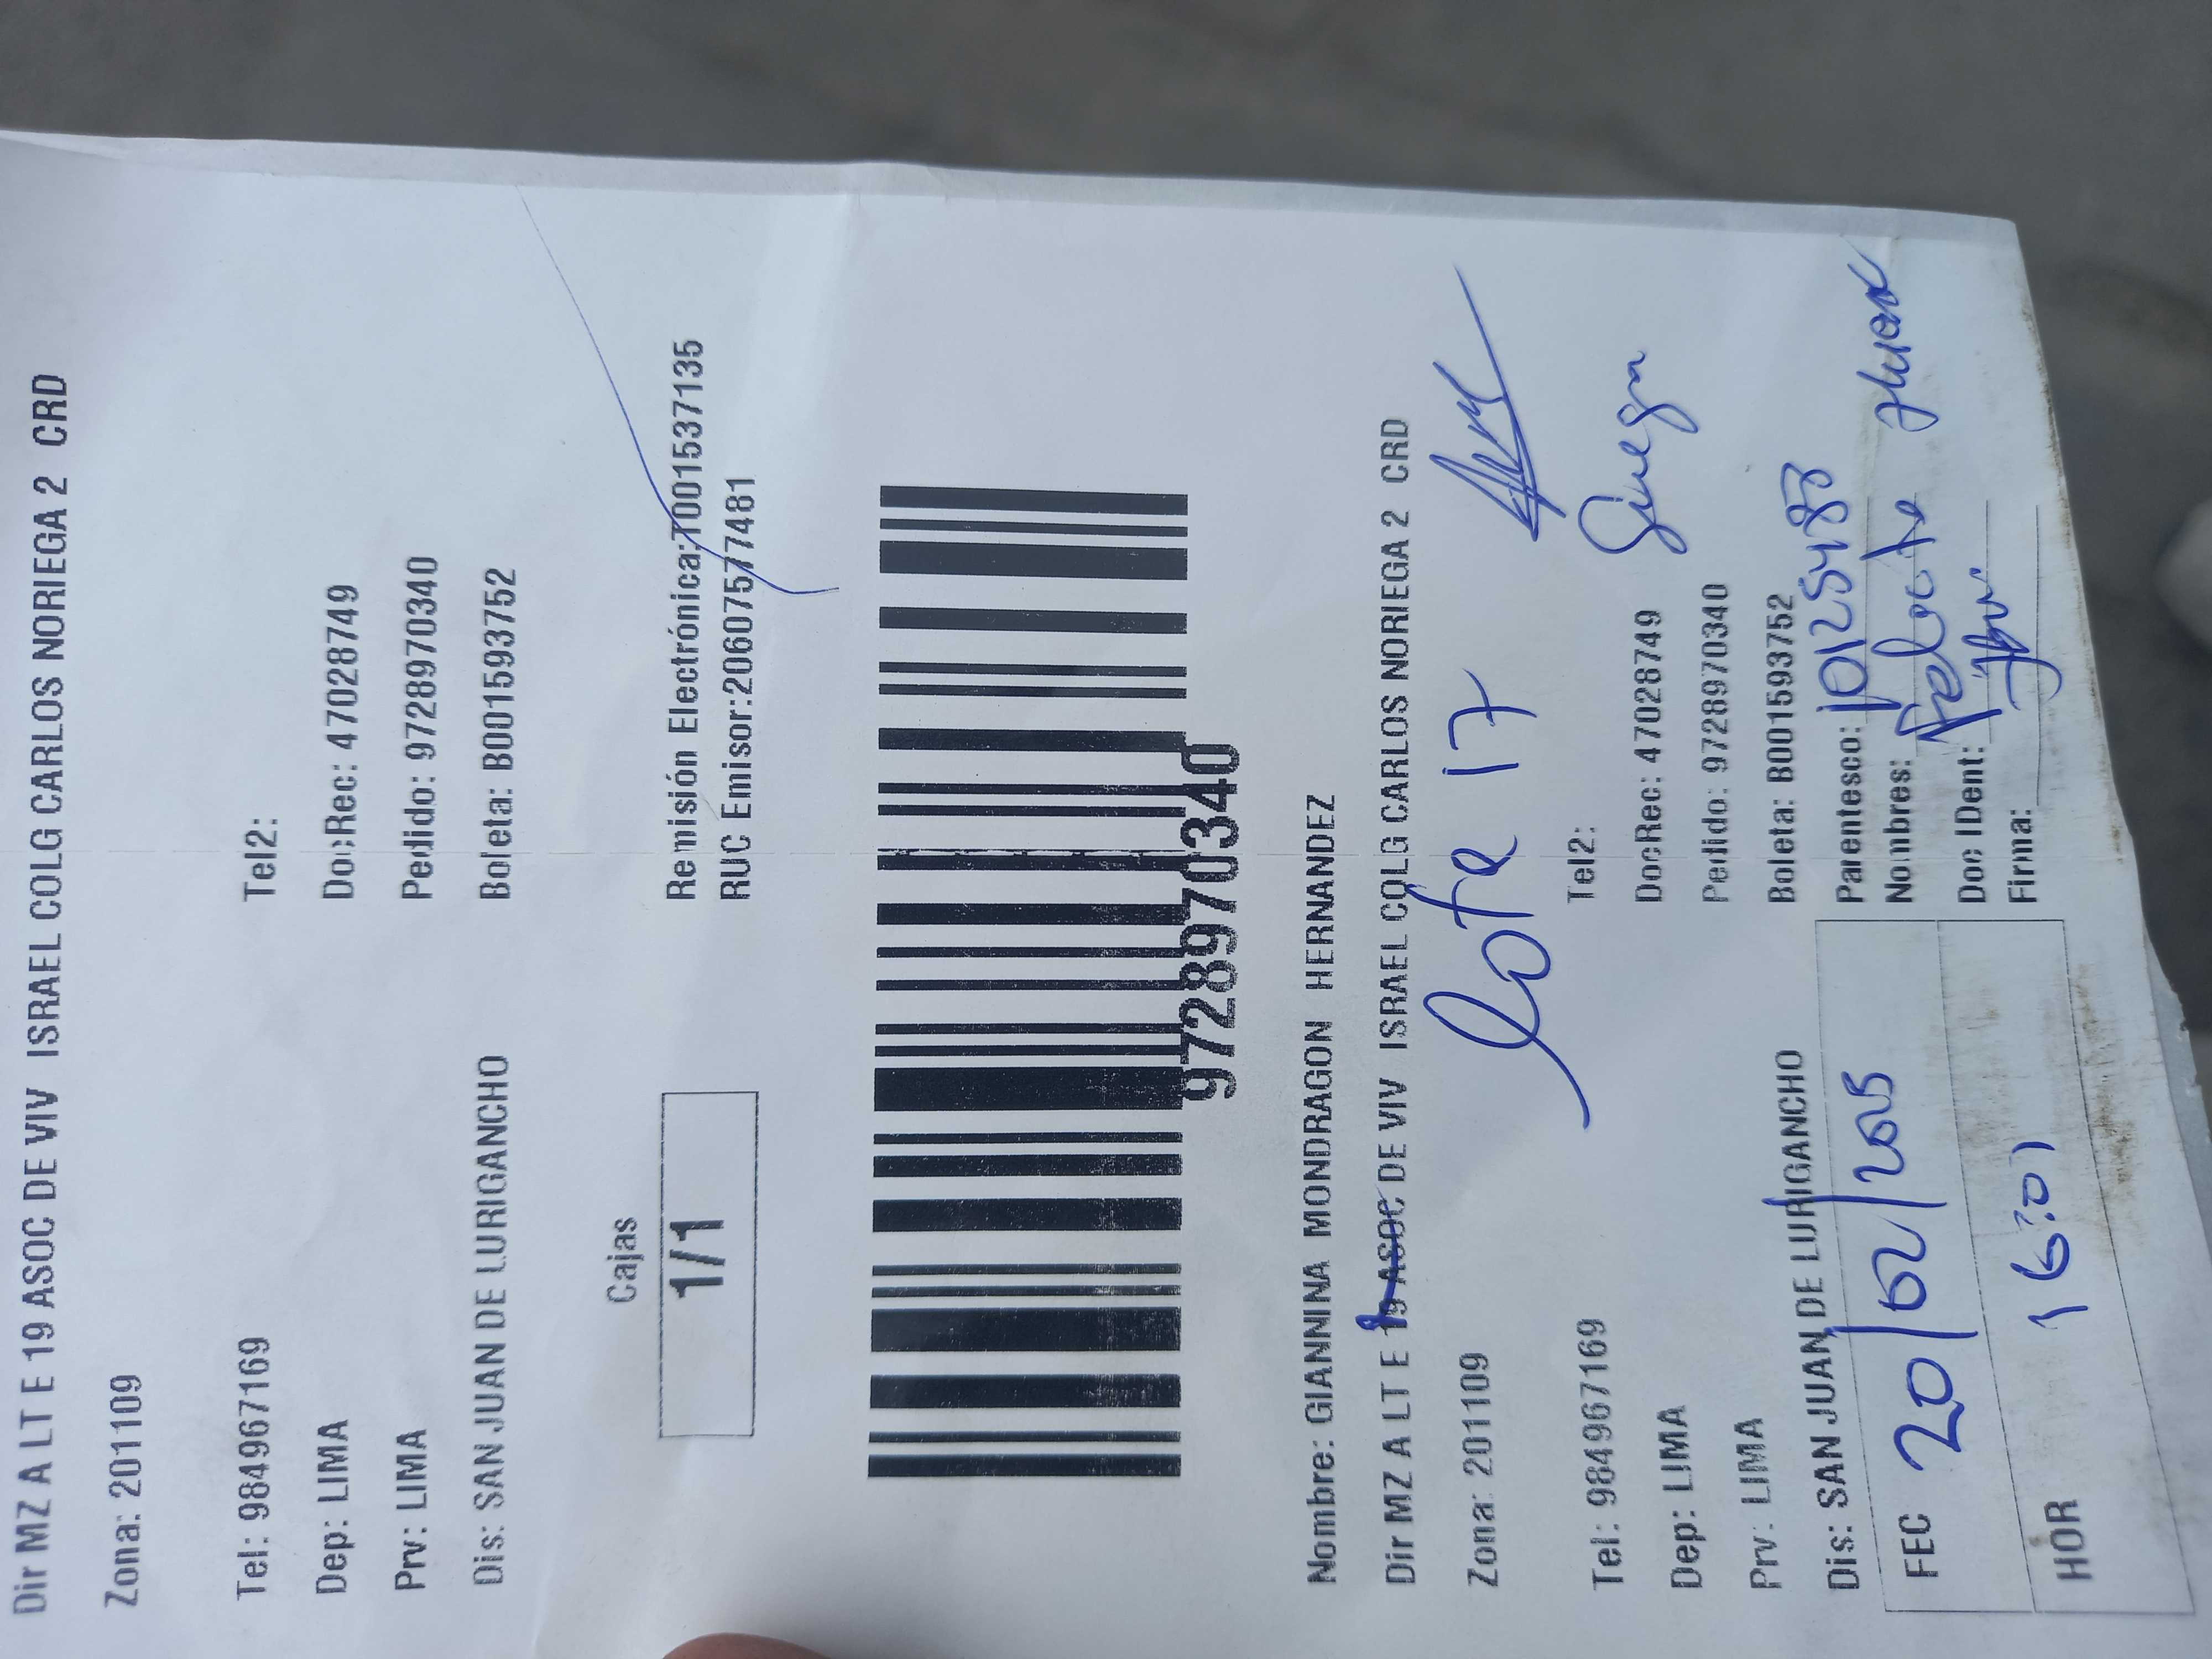 Dir MZ A LT E 19 ASOC DE VIV ISRAEL COLG CARLOS NORIEGA 2 CRD
Zona: 201109
Tel: 984967169 Tel2:
Dep: LIMA DocRec: 47028749
Prv: LIMA Pedido: 9728970340
Dis: SAN JUAN DE LURIGANCHO Boleta: B001593752
Cajas
1/1
Remisión Electrónica:T001537135
RUC Emisor:20607577481
9728970340
Nombre: GIANNINA MONDRAGON HERNANDEZ
Dir MZ A LT E 19 ASOC DE VIV ISRAEL COLG CARLOS NORIEGA 2 CRD
Lote 17
Zona: 201109
Suegra
Tel: 984967169 Tel2:
Dep: LIMA DocRec: 47028749
Prv: LIMA Pedido: 9728970340
Dis: SAN JUAN DE LURIGANCHO Boleta: B001593752
Parentesco: 10125483
Nombres:
Doc IDent:
Firma:
FEC 20/02/2025
HOR 16:01